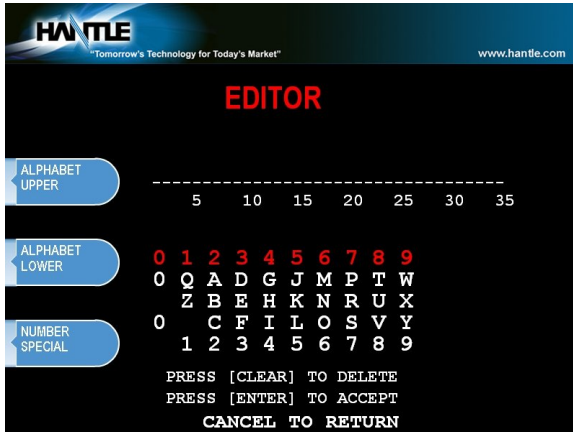 HANTLE
"Tomorrow's Technology for Today's Market" www.hantle.com
EDITOR
ALPHABET
UPPER
-----------------------------------
5 10 15 20 25 30 35
ALPHABET
LOWER
0 1 2 3 4 5 6 7 8 9
0 Q A D G J M P T W
Z B E H K N R U X
0 C F I L O S V Y
1 2 3 4 5 6 7 8 9
NUMBER
SPECIAL
PRESS [CLEAR] TO DELETE
PRESS [ENTER] TO ACCEPT
CANCEL TO RETURN